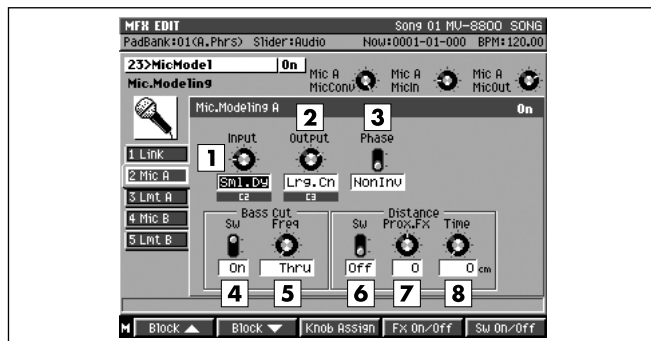 MFX EDIT Song 01 MV-8800 SONG
PadBank:01(A.Phrs) Slider:Audio Now:0001-01-000 BPM:120.00
23>MicModel On
Mic.Modeling
Mic A MicConv
Mic A MicIn
Mic A MicOut
Mic.Modeling A On
1 Link
2 Mic A
3 Lmt A
4 Mic B
5 Lmt B
2 3
Input Output Phase
1
Sml.Dy Lrg.Cn NonInv
C2 C3
Bass Cut Distance
Sw Freq Sw Prox.Fx Time
On Thru Off 0 0 cm
4 5 6 7 8
M Block ▲ Block ▼ Knob Assign Fx On/Off Sw On/Off